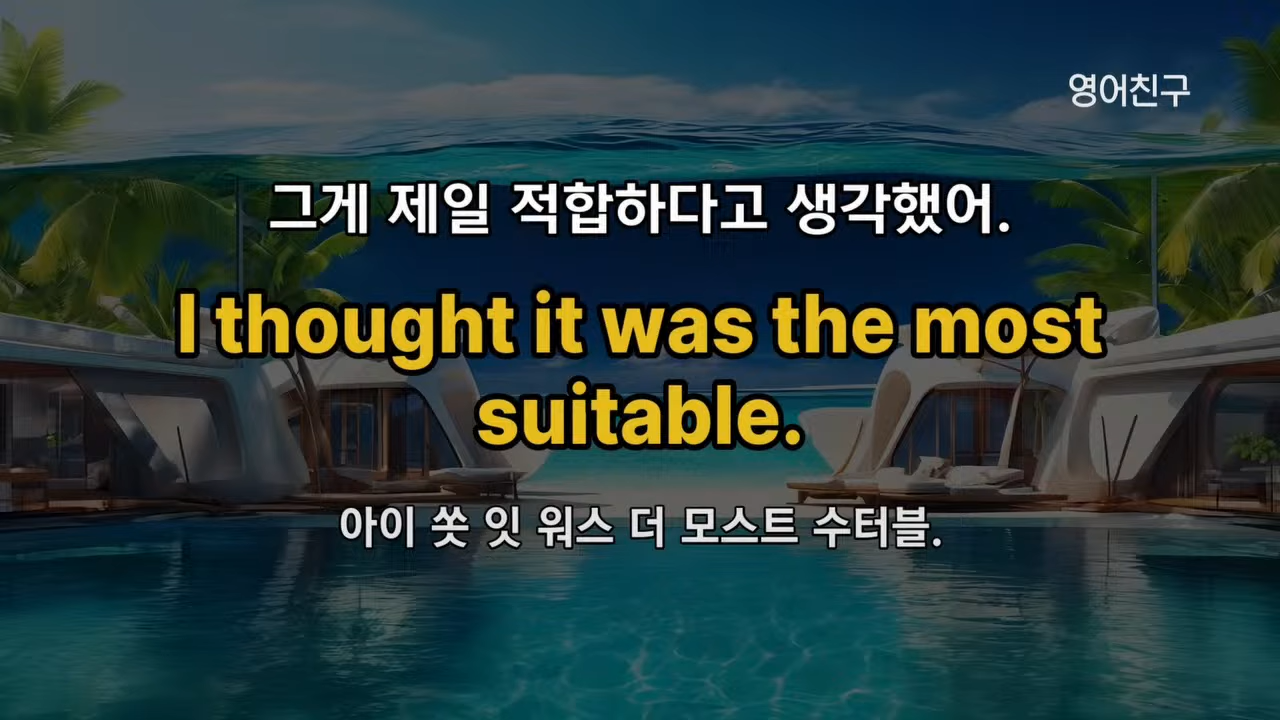 영어친구
그게 제일 적합하다고 생각했어.
I thought it was the most
suitable.
아이 쏫 잇 워스 더 모스트 수터블.